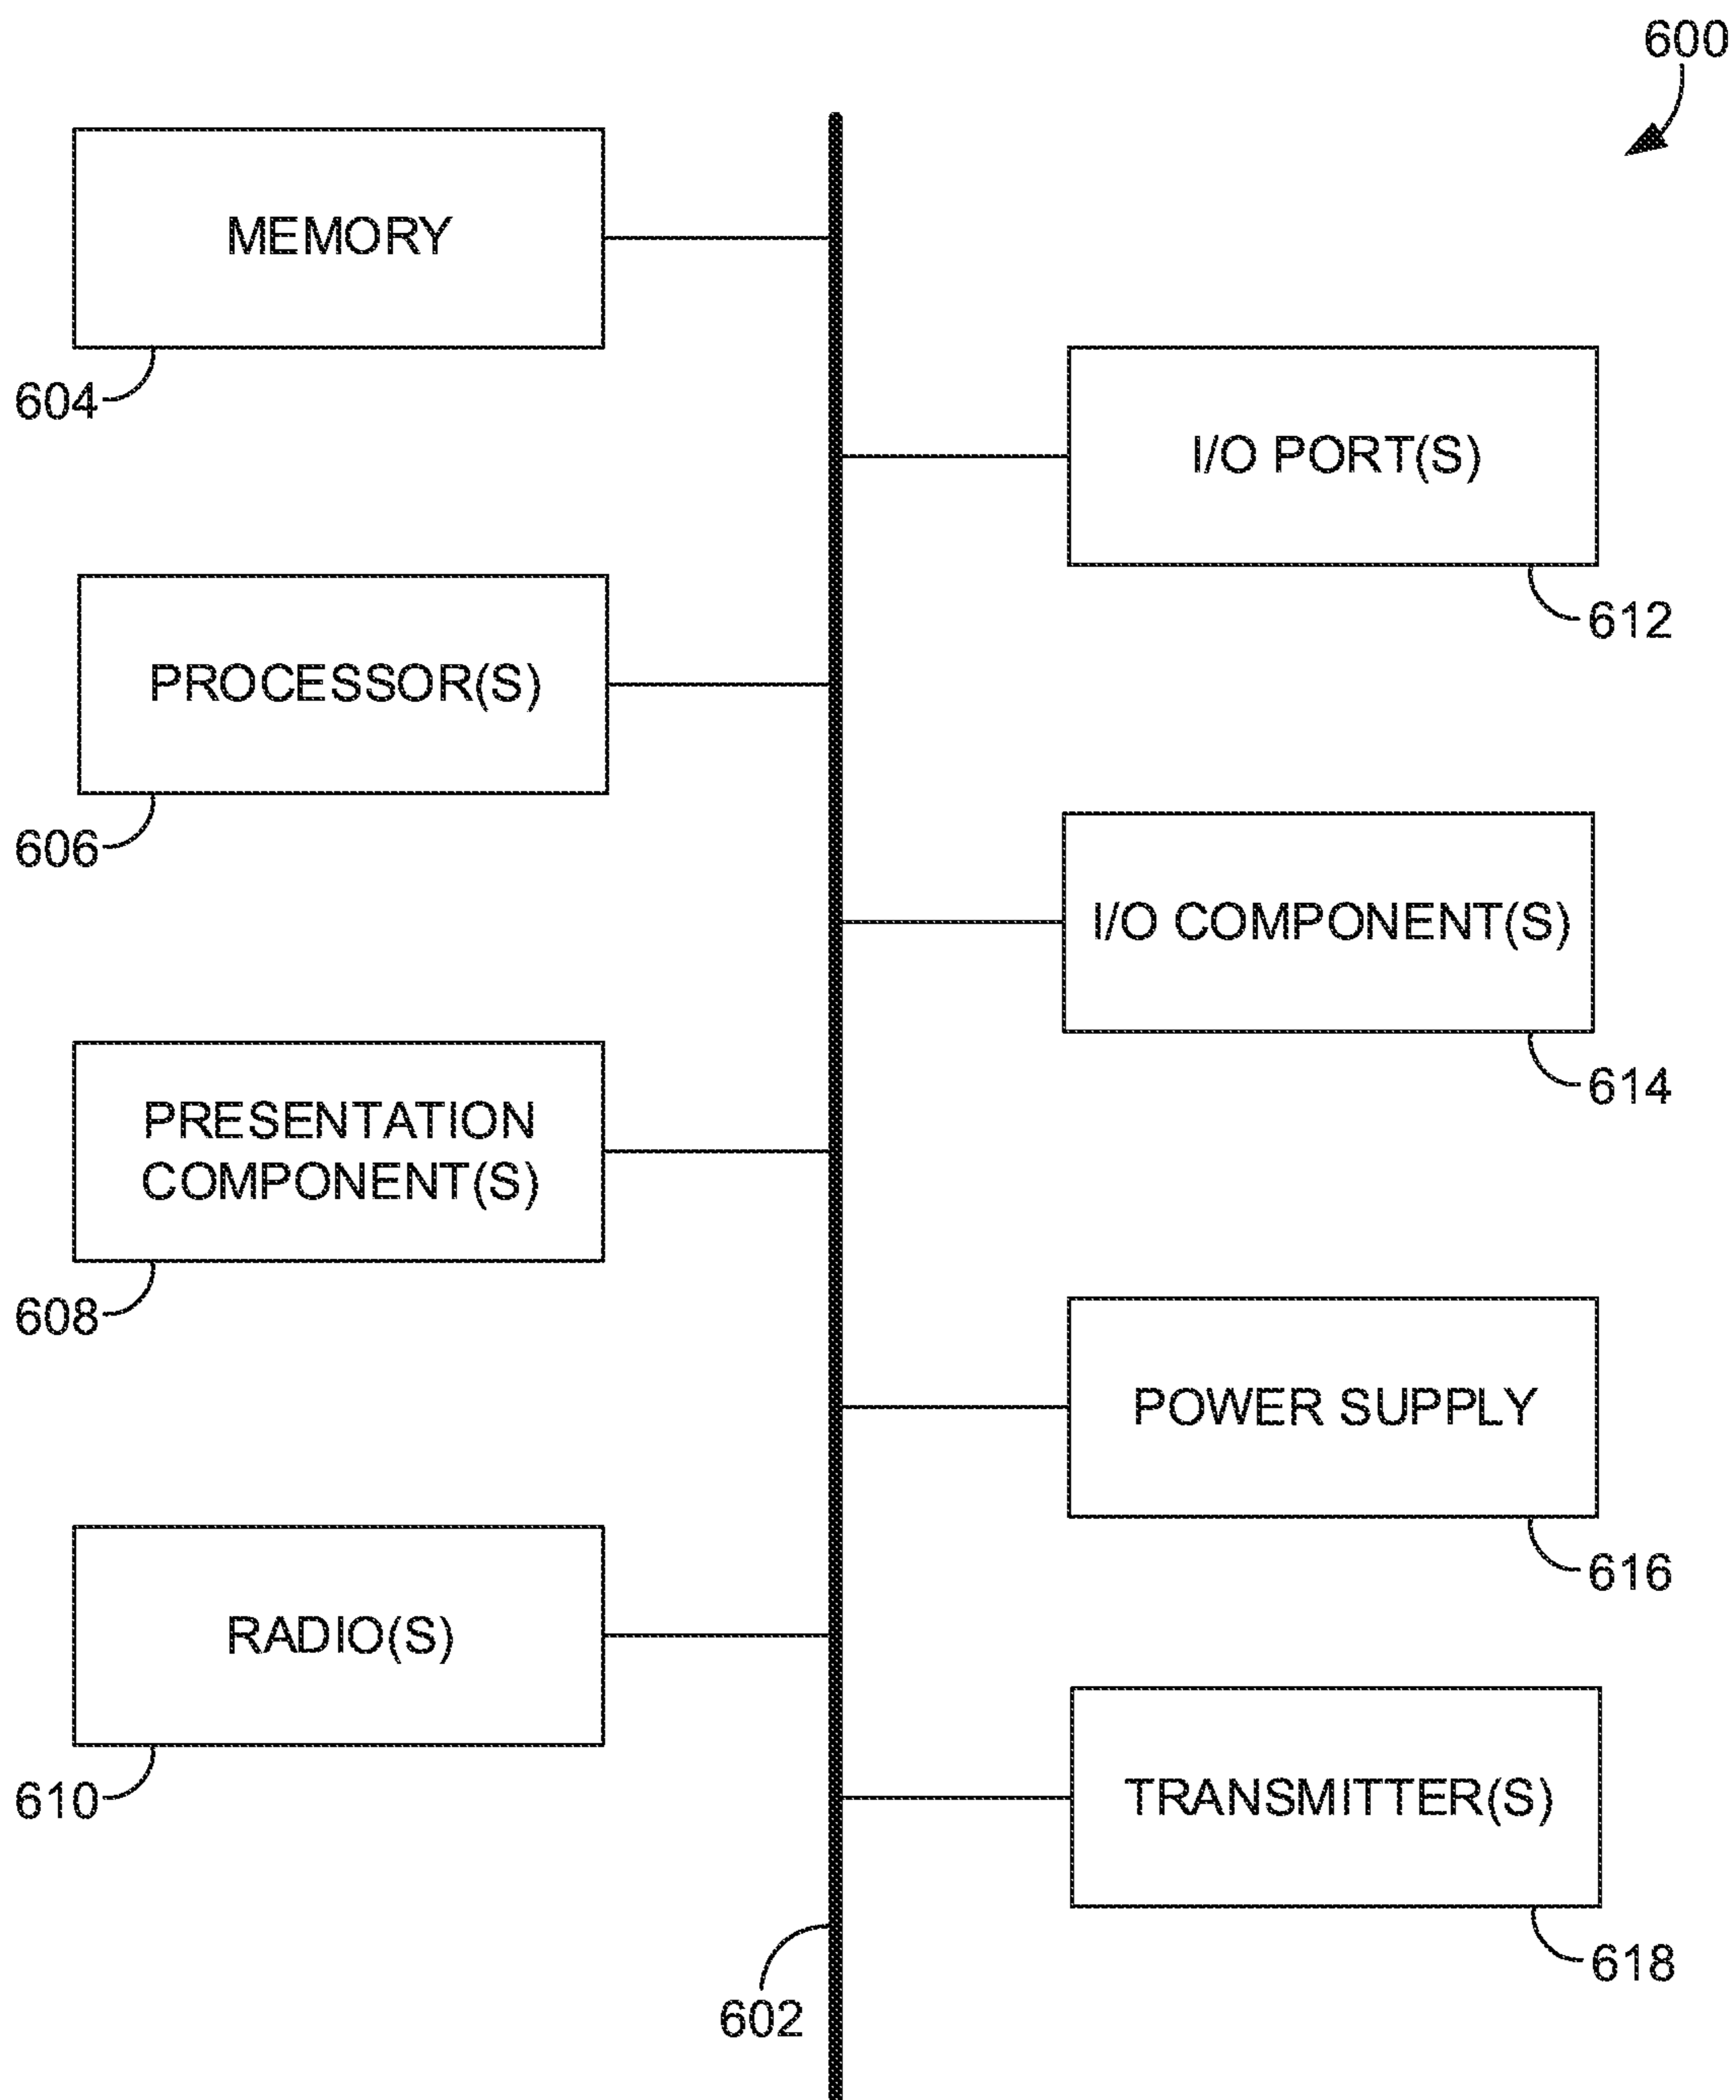 600
MEMORY
604
I/O PORT(S)
612
PROCESSOR(S)
606
I/O COMPONENT(S)
614
PRESENTATION
COMPONENT(S)
608
POWER SUPPLY
616
RADIO(S)
610
TRANSMITTER(S)
618
602